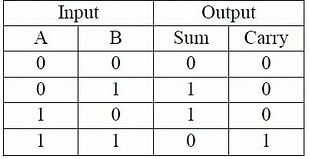 Input Output
A B Sum Carry
0 0 0 0
0 1 1 0
1 0 1 0
1 1 0 1